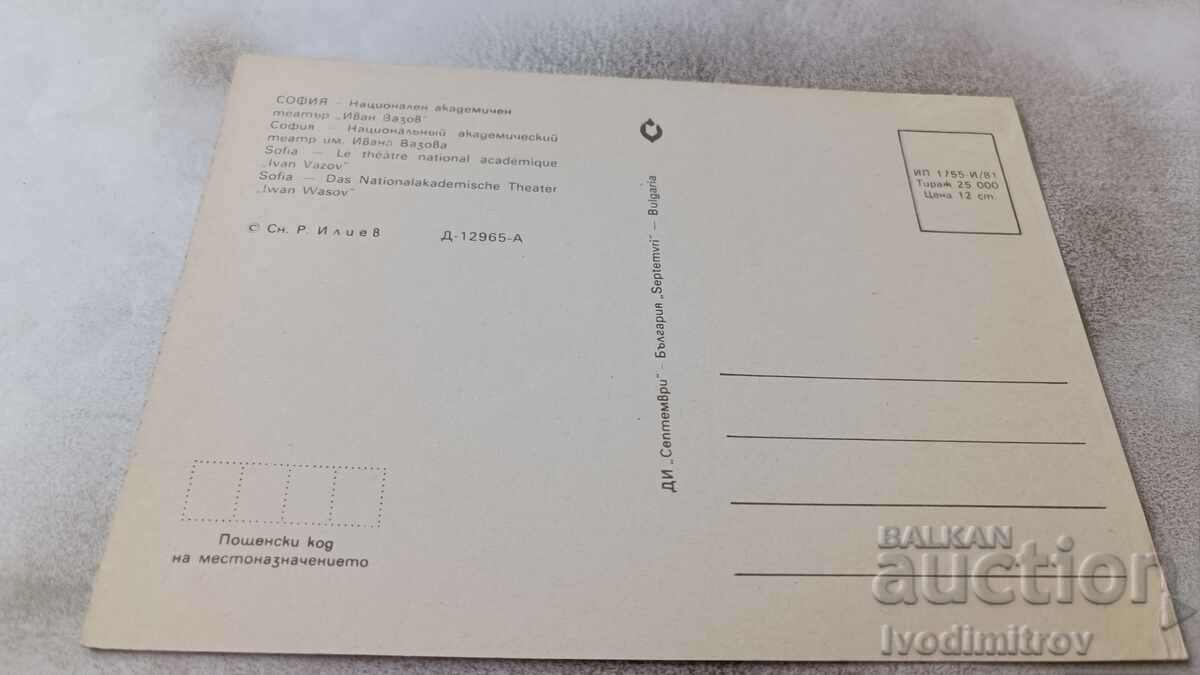 СОФИЯ – Национален академичен
театър „Иван Вазов"
София – Национальный академический
театр им. Ивана Вазова
Sofia – Le théâtre national académique
„Ivan Vazov"
Sofia – Das Nationalakademische Theater
„Iwan Wasov"
© Сн. Р. Илиев Д-12965-А
ДИ „Септември" – България „Septemvri" – Bulgaria
ИП 1755-И/81
Тираж 25 000
Цена 12 ст.
Пощенски код
на местоназначението
BALKAN
auction
Ivodimitrov